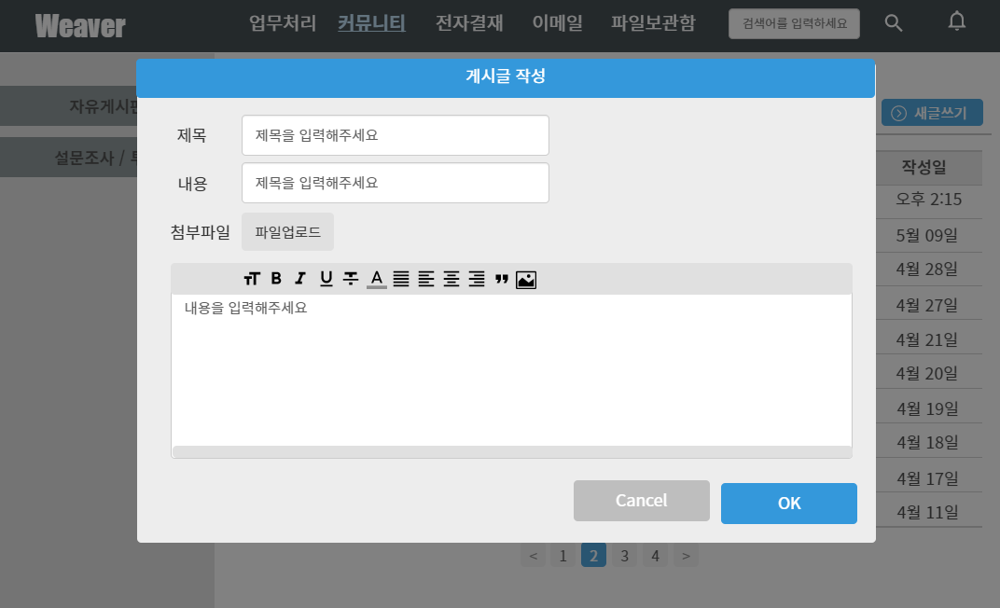 Weaver 업무처리 커뮤니티 전자결재 이메일 파일보관함 검색어를 입력하세요
게시글 작성
자유게시판
설문조사 /
새글쓰기
제목 제목을 입력해주세요
내용 제목을 입력해주세요
첨부파일 파일업로드
내용을 입력해주세요
Cancel OK
작성일
오후 2:15
5월 09일
4월 28일
4월 27일
4월 21일
4월 20일
4월 19일
4월 18일
4월 17일
4월 11일
< 1 2 3 4 >